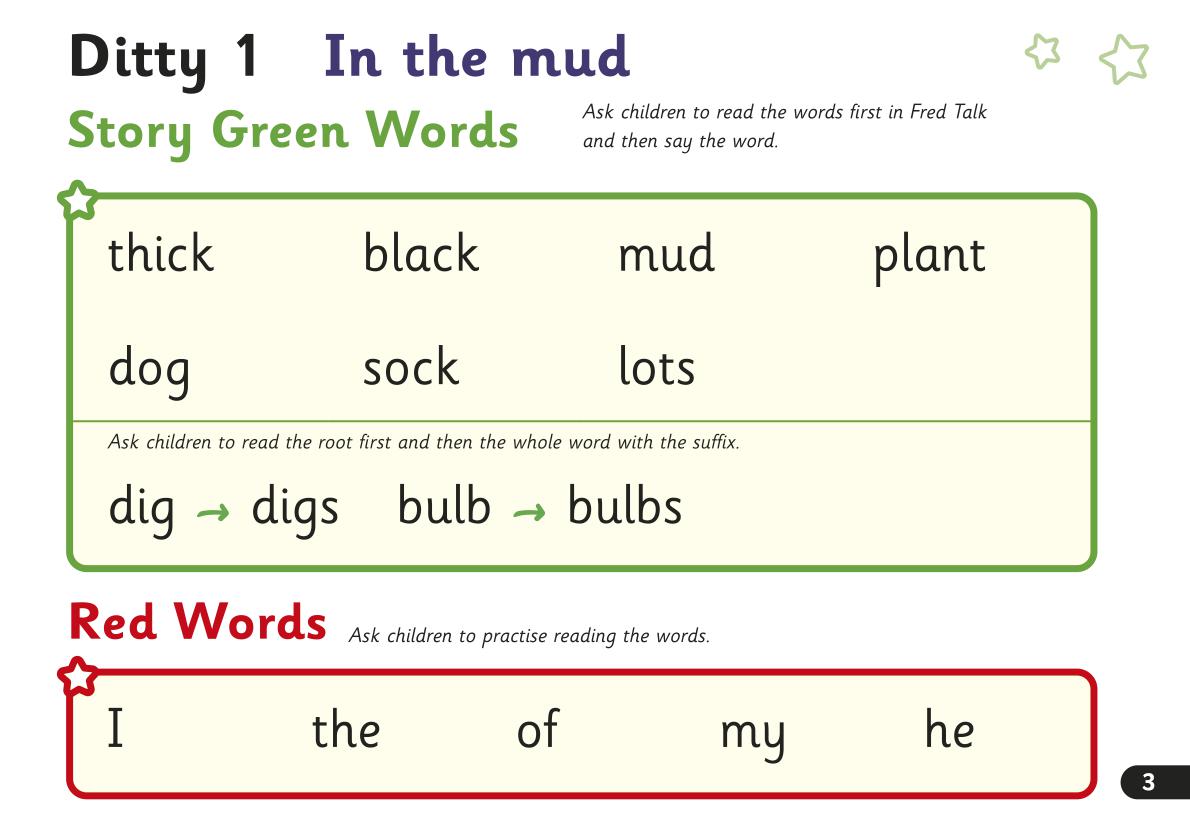 Ditty 1 In the mud
Story Green Words
Ask children to read the words first in Fred Talk
and then say the word.
thick black mud plant
dog sock lots
Ask children to read the root first and then the whole word with the suffix.
dig → digs bulb → bulbs
Red Words Ask children to practise reading the words.
I the of my he
3